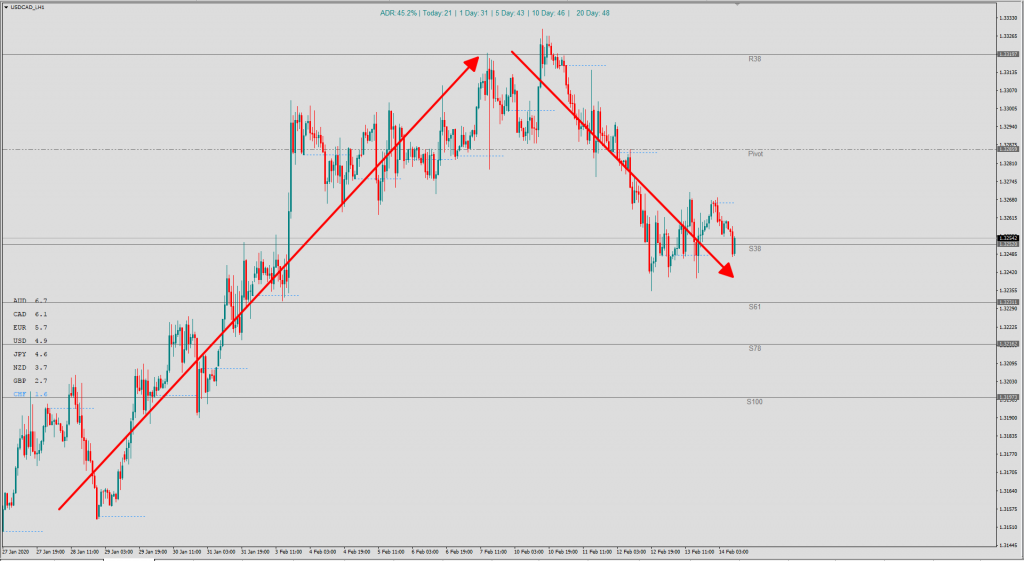 USDCAD_i,H1
ADR:45.2% | Today:21 | 1 Day: 31 | 5 Day: 43 | 10 Day: 46 | 20 Day: 48
1.3330
1.33265
R38
1.33135
1.33070
1.33005
1.32940
1.32875
Pivot
1.32810
1.32745
1.32680
1.32615
1.32542
S38
1.32485
1.32420
1.32355
AUD 6.7
S61
1.32290
CAD 6.1
EUR 5.7
1.32225
USD 4.9
S78
JPY 4.6
1.32095
NZD 3.7
1.32030
GBP 2.7
CHF 1.6
S100
1.31900
1.31835
1.31770
1.31705
1.31640
1.31575
1.31510
1.31445
27 Jan 2020 27 Jan 19:00 28 Jan 11:00 29 Jan 03:00 29 Jan 19:00 30 Jan 11:00 31 Jan 03:00 31 Jan 19:00 3 Feb 11:00 4 Feb 03:00 4 Feb 19:00 5 Feb 11:00 6 Feb 03:00 6 Feb 19:00 7 Feb 11:00 10 Feb 03:00 10 Feb 19:00 11 Feb 11:00 12 Feb 03:00 12 Feb 19:00 13 Feb 11:00 14 Feb 03:00